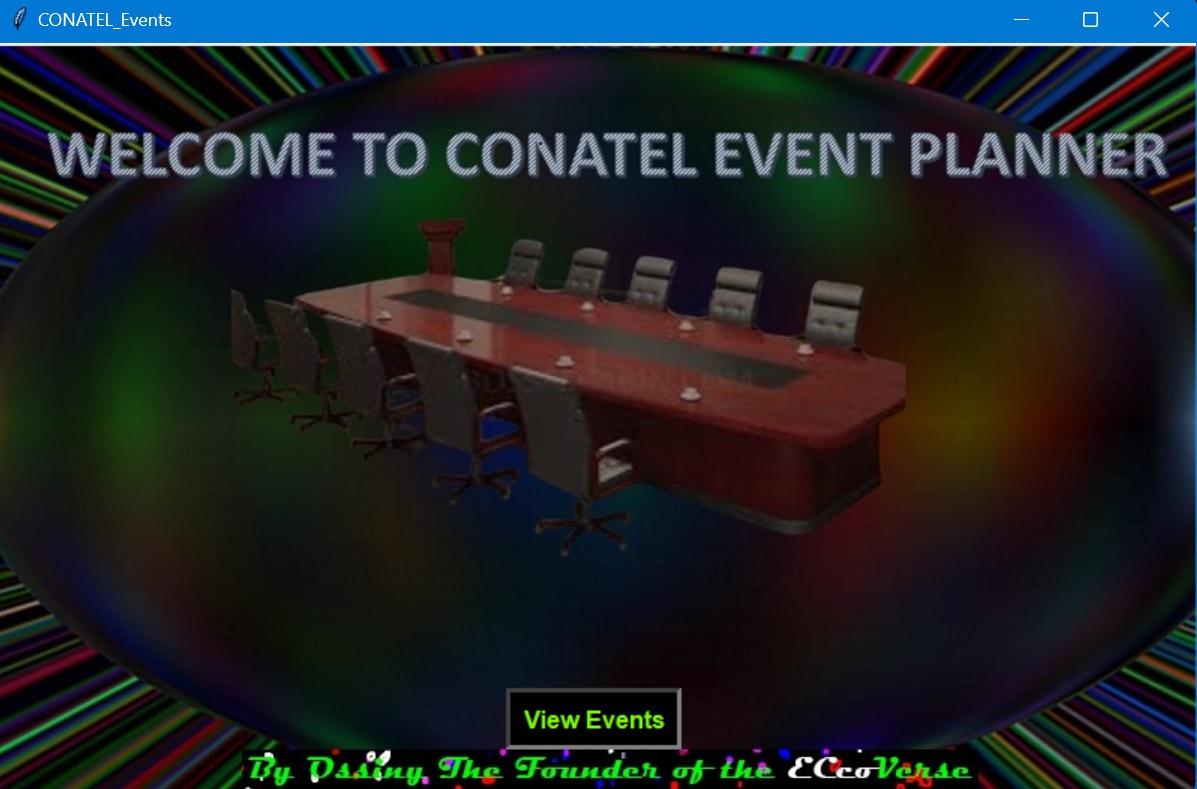 CONATEL_Events
WELCOME TO CONATEL EVENT PLANNER
View Events
By Ossiny The Founder of the ECcoVerse